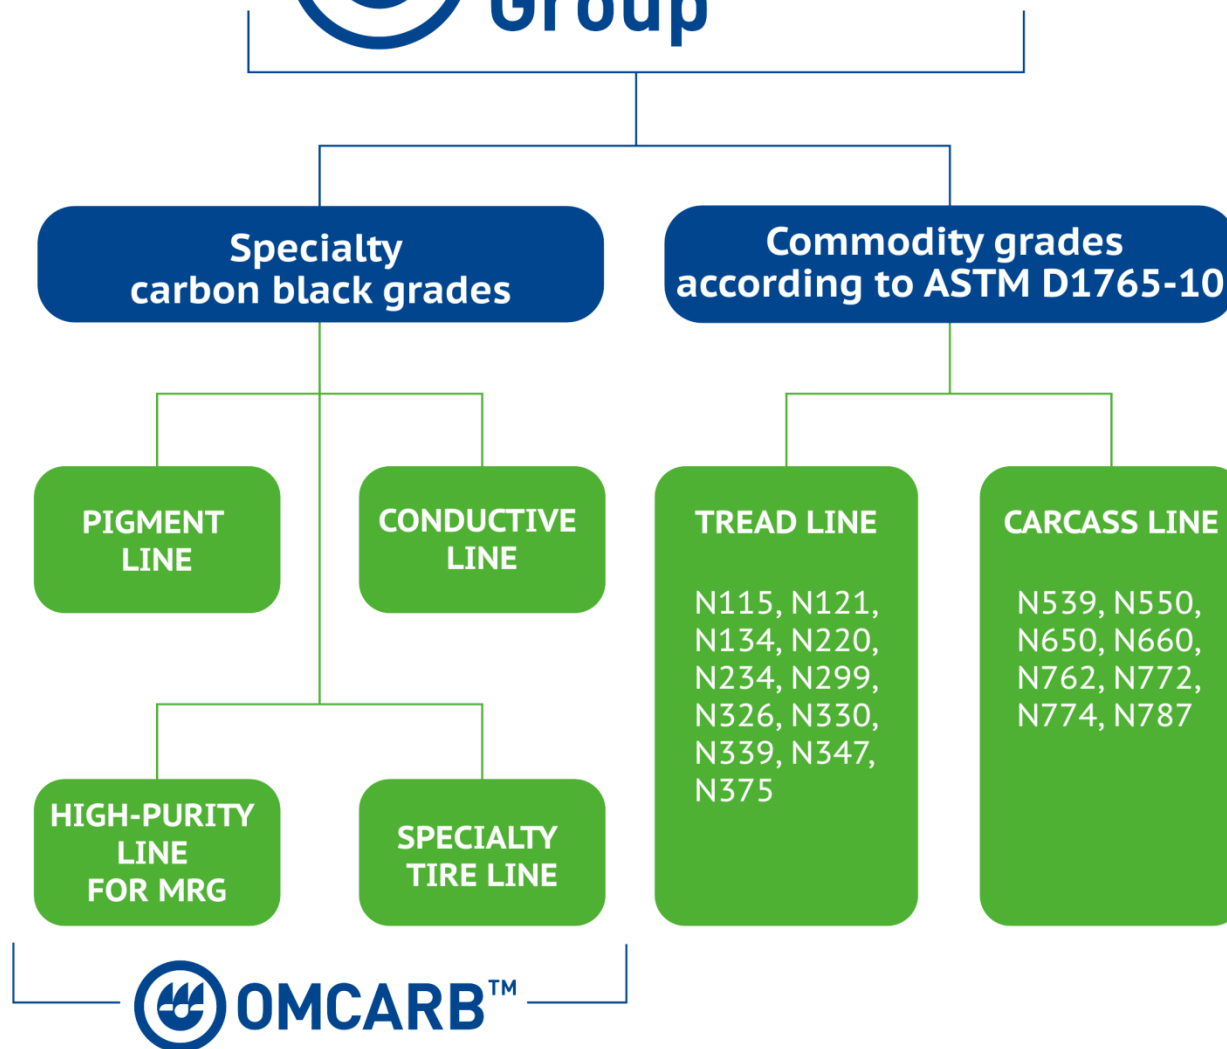 Group
Specialty
carbon black grades
Commodity grades
according to ASTM D1765-10
PIGMENT
LINE
CONDUCTIVE
LINE
HIGH-PURITY
LINE
FOR MRG
SPECIALTY
TIRE LINE
TREAD LINE
N115, N121,
N134, N220,
N234, N299,
N326, N330,
N339, N347,
N375
CARCASS LINE
N539, N550,
N650, N660,
N762, N772,
N774, N787
OMCARB™